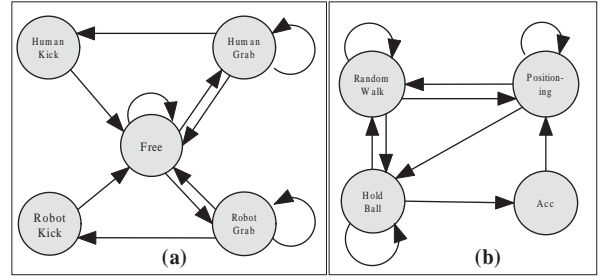 Human
Kick
Human
Grab
Free
Robot
Kick
Robot
Grab
(a)
Random
Walk
Position-
ing
Hold
Ball
Acc
(b)